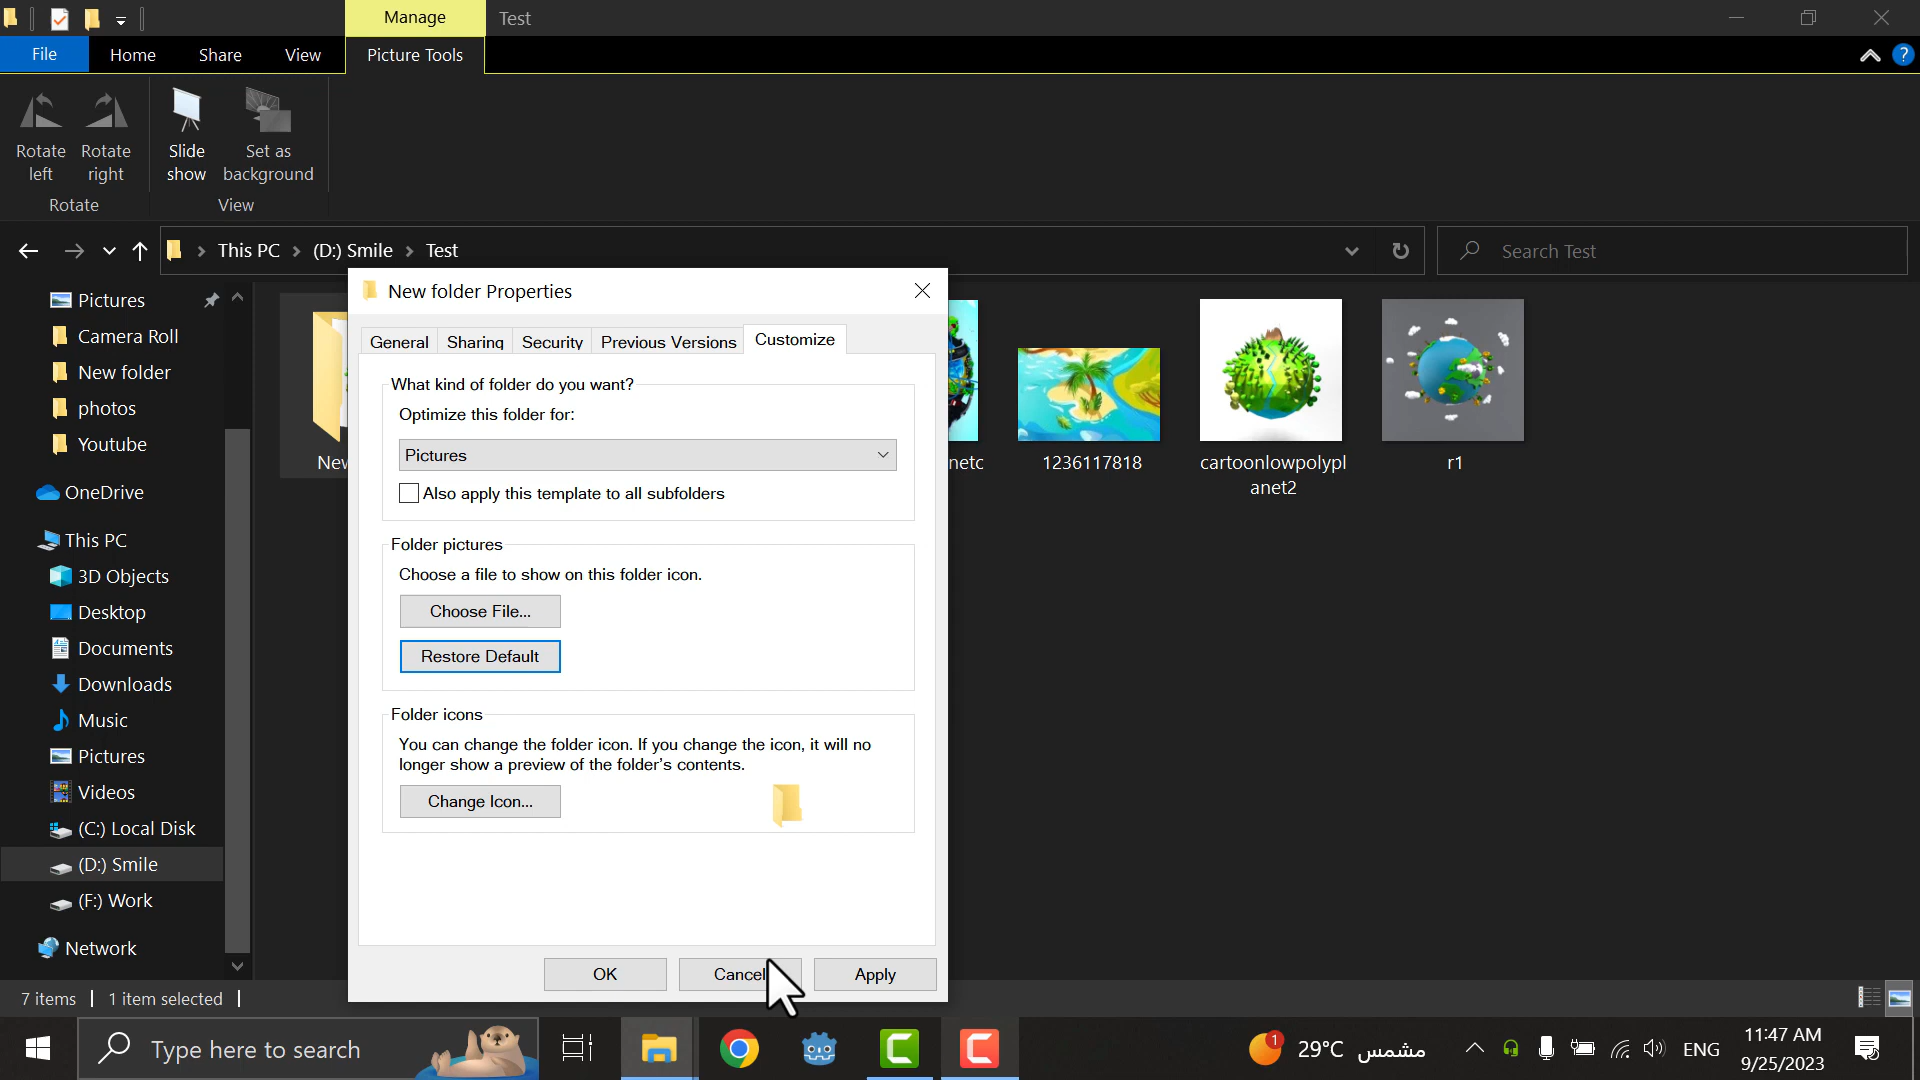 Manage
Test
File
Home
Share
View
Picture Tools
?
Rotate left
Rotate right
Slide show
Set as background
Rotate
View
This PC
(D:) Smile
Test
Search Test
Pictures
Camera Roll
New folder
photos
Youtube
OneDrive
This PC
3D Objects
Desktop
Documents
Downloads
Music
Pictures
Videos
(C:) Local Disk
(D:) Smile
(F:) Work
Network
New folder Properties
General
Sharing
Security
Previous Versions
Customize
What kind of folder do you want?
Optimize this folder for:
Pictures
Also apply this template to all subfolders
Folder pictures
Choose a file to show on this folder icon.
Choose File...
Restore Default
Folder icons
You can change the folder icon. If you change the icon, it will no
longer show a preview of the folder's contents.
Change Icon...
OK
Cancel
Apply
New
netc
1236117818
cartoonlowpolypl
anet2
r1
7 items
1 item selected
Type here to search
1
29°C مشمس
ENG
11:47 AM
9/25/2023